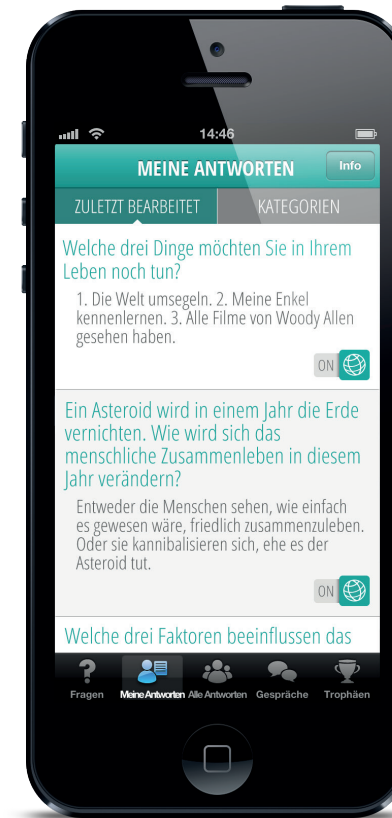 14:46
MEINE ANTWORTEN
Info
ZULETZT BEARBEITET
KATEGORIEN
Welche drei Dinge möchten Sie in Ihrem
Leben noch tun?
1. Die Welt umsegeln. 2. Meine Enkel
kennenlernen. 3. Alle Filme von Woody Allen
gesehen haben.
ON
Ein Asteroid wird in einem Jahr die Erde
vernichten. Wie wird sich das
menschliche Zusammenleben in diesem
Jahr verändern?
Entweder die Menschen sehen, wie einfach
es gewesen wäre, friedlich zusammenzuleben.
Oder sie kannibalisieren sich, ehe es der
Asteroid tut.
ON
Welche drei Faktoren beeinflussen das
Fragen Meine Antworten Alle Antworten Gespräche Trophäen